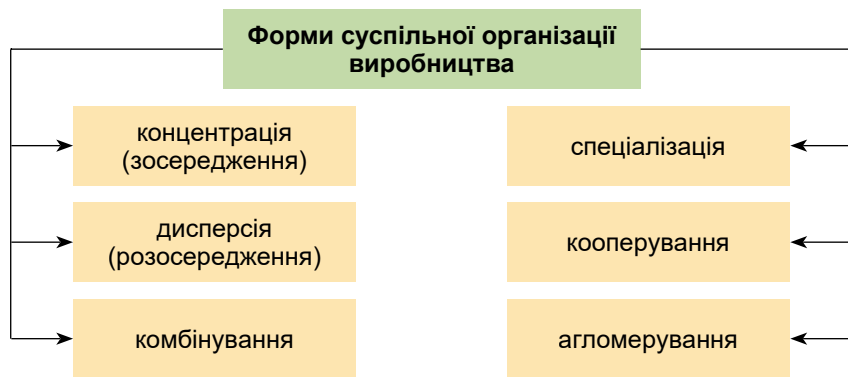 Форми суспільної організації
виробництва
концентрація
(зосередження)
спеціалізація
дисперсія
(розосередження)
кооперування
комбінування
агломерування